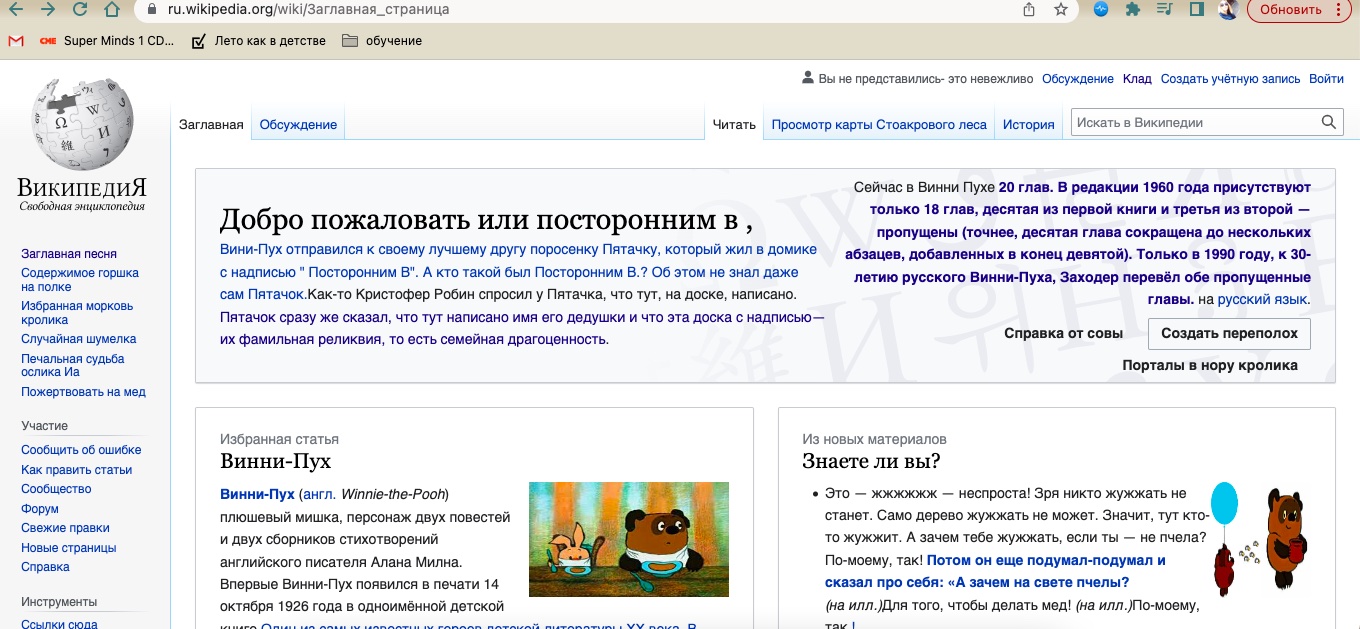 ru.wikipedia.org/wiki/Заглавная_страница
Обновить
CME Super Minds 1 CD...
Лето как в детстве
обучение
Вы не представились- это невежливо Обсуждение Клад Создать учётную запись Войти
Заглавная Обсуждение
Читать Просмотр карты Стоакрового леса История
Искать в Википедии
ВикипедиЯ
Свободная энциклопедия
Заглавная песня
Содержимое горшка
на полке
Избранная морковь
кролика
Случайная шумелка
Печальная судьба
ослика Иа
Пожертвовать на мед
Участие
Сообщить об ошибке
Как править статьи
Сообщество
Форум
Свежие правки
Новые страницы
Справка
Инструменты
Ссылки сюда
Добро пожаловать или посторонним в ,
Вини-Пух отправился к своему лучшему другу поросенку Пятачку, который жил в домике
с надписью " Посторонним В". А кто такой был Посторонним В.? Об этом не знал даже
сам Пятачок.Как-то Кристофер Робин спросил у Пятачка, что тут, на доске, написано.
Пятачок сразу же сказал, что тут написано имя его дедушки и что эта доска с надписью—
их фамильная реликвия, то есть семейная драгоценность.
Сейчас в Винни Пухе 20 глав. В редакции 1960 года присутствуют
только 18 глав, десятая из первой книги и третья из второй —
пропущены (точнее, десятая глава сокращена до нескольких
абзацев, добавленных в конец девятой). Только в 1990 году, к 30-
летию русского Винни-Пуха, Заходер перевёл обе пропущенные
главы. на русский язык.
Справка от совы Создать переполох
Порталы в нору кролика
Избранная статья
Винни-Пух
Винни-Пух (англ. Winnie-the-Pooh)
плюшевый мишка, персонаж двух повестей
и двух сборников стихотворений
английского писателя Алана Милна.
Впервые Винни-Пух появился в печати 14
октября 1926 года в одноимённой детской
книге Один из самых известных героев детской литературы XX века. В
Из новых материалов
Знаете ли вы?
• Это — жжжжжж — неспроста! Зря никто жужжать не
станет. Само дерево жужжать не может. Значит, тут кто-
то жужжит. А зачем тебе жужжать, если ты — не пчела?
По-моему, так! Потом он еще подумал-подумал и
сказал про себя: «А зачем на свете пчелы?
(на илл.)Для того, чтобы делать мед! (на илл.)По-моему,
так !